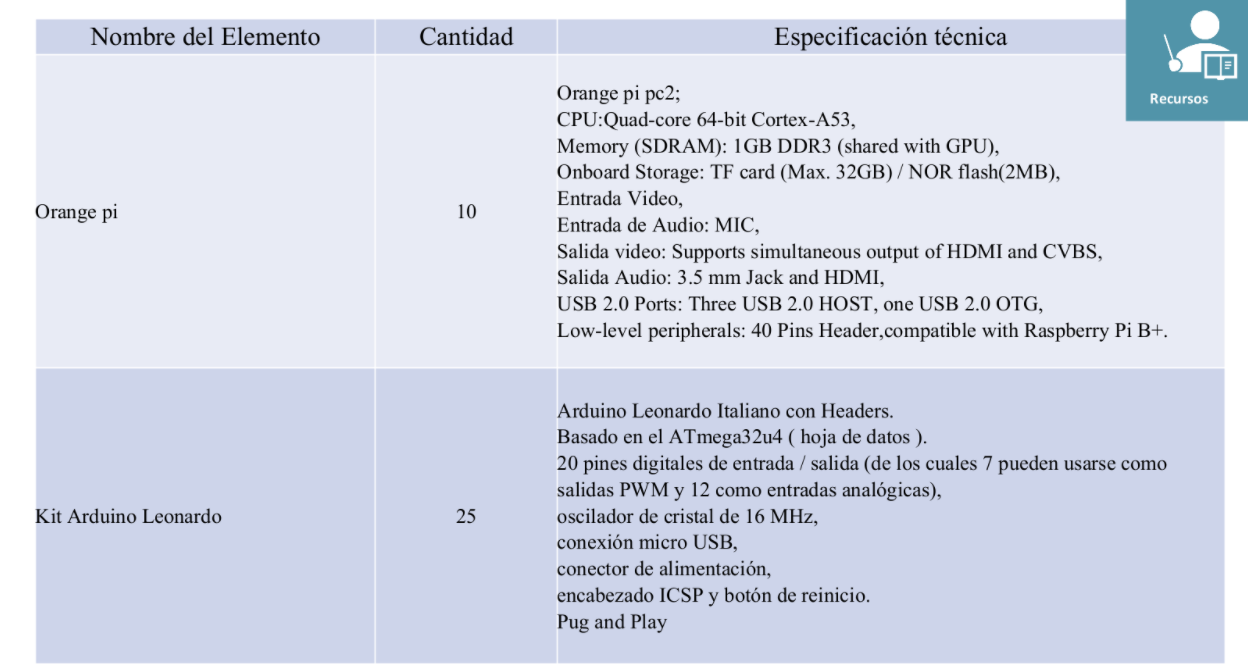 Nombre del Elemento
Cantidad
Especificación técnica
Recursos
Orange pi
10
Orange pi pc2;
CPU:Quad-core 64-bit Cortex-A53,
Memory (SDRAM): 1GB DDR3 (shared with GPU),
Onboard Storage: TF card (Max. 32GB) / NOR flash(2MB),
Entrada Video,
Entrada de Audio: MIC,
Salida video: Supports simultaneous output of HDMI and CVBS,
Salida Audio: 3.5 mm Jack and HDMI,
USB 2.0 Ports: Three USB 2.0 HOST, one USB 2.0 OTG,
Low-level peripherals: 40 Pins Header,compatible with Raspberry Pi B+.
Kit Arduino Leonardo
25
Arduino Leonardo Italiano con Headers.
Basado en el ATmega32u4 ( hoja de datos ).
20 pines digitales de entrada / salida (de los cuales 7 pueden usarse como
salidas PWM y 12 como entradas analógicas),
oscilador de cristal de 16 MHz,
conexión micro USB,
conector de alimentación,
encabezado ICSP y botón de reinicio.
Pug and Play